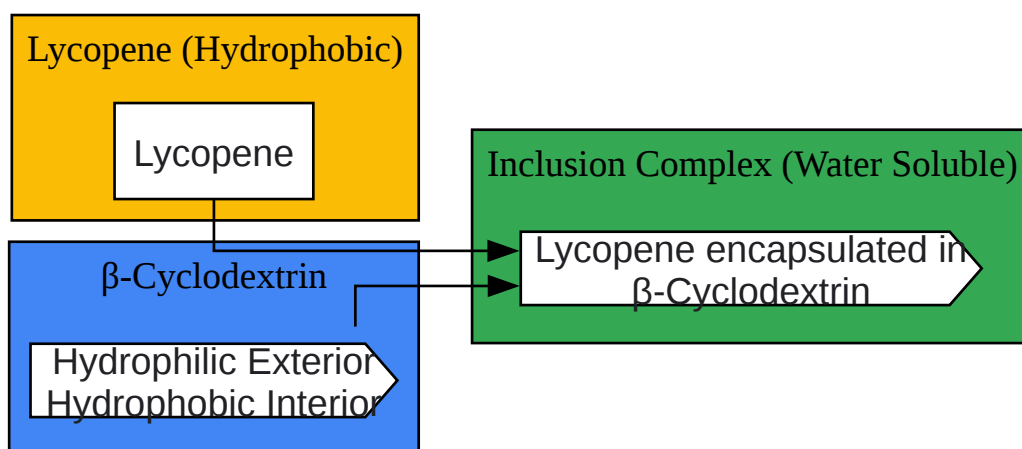 Lycopene (Hydrophobic)
Lycopene
β-Cyclodextrin
Hydrophilic Exterior
Hydrophobic Interior
Inclusion Complex (Water Soluble)
Lycopene encapsulated in
β-Cyclodextrin